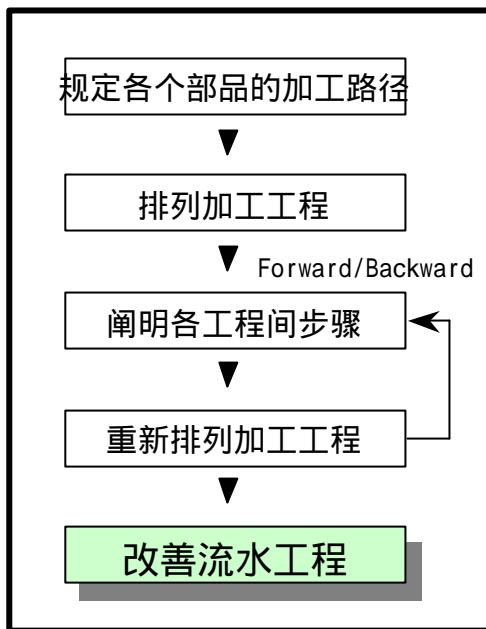 规定各个部品的加工路径
排列加工工程
Forward/Backward
阐明各工程间步骤
重新排列加工工程
改善流水工程